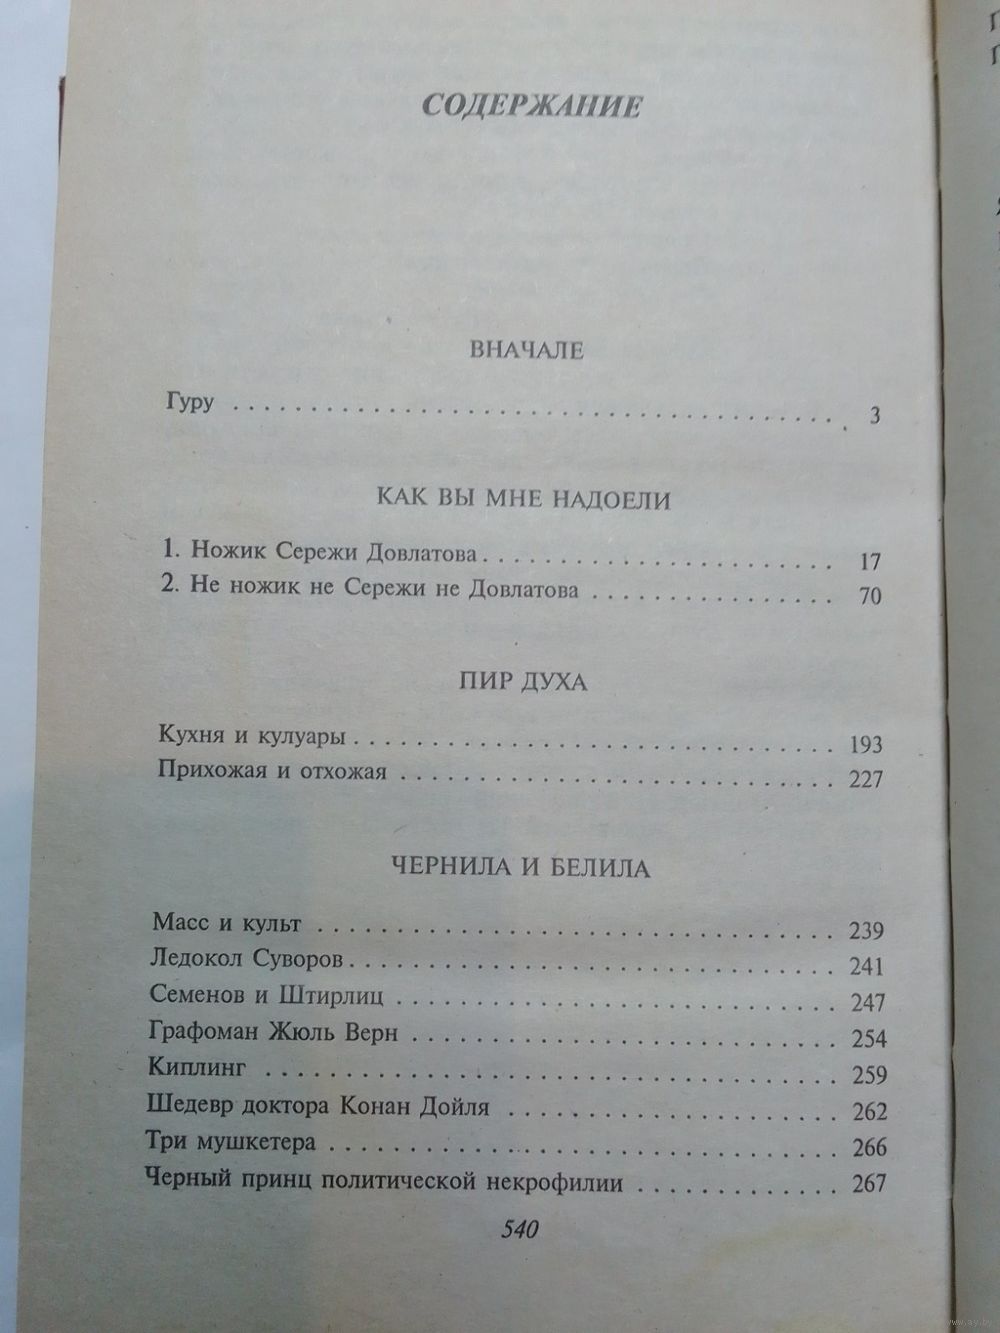 СОДЕРЖАНИЕ
ВНАЧАЛЕ
Гуру . . . . . . . . . . . . . . . . . . . . . . . . . . . . . . . . . . . . . . . 3
КАК ВЫ МНЕ НАДОЕЛИ
1. Ножик Сережи Довлатова . . . . . . . . . . . . . . . . . . . . . . . 17
2. Не ножик не Сережи не Довлатова . . . . . . . . . . . . . . . . 70
ПИР ДУХА
Кухня и кулуары . . . . . . . . . . . . . . . . . . . . . . . . . . . . . . . 193
Прихожая и отхожая . . . . . . . . . . . . . . . . . . . . . . . . . . . . 227
ЧЕРНИЛА И БЕЛИЛА
Масс и культ . . . . . . . . . . . . . . . . . . . . . . . . . . . . . . . . . . 239
Ледокол Суворов . . . . . . . . . . . . . . . . . . . . . . . . . . . . . . . 241
Семенов и Штирлиц . . . . . . . . . . . . . . . . . . . . . . . . . . . . 247
Графоман Жюль Верн . . . . . . . . . . . . . . . . . . . . . . . . . . . 254
Киплинг . . . . . . . . . . . . . . . . . . . . . . . . . . . . . . . . . . . . . 259
Шедевр доктора Конан Дойля . . . . . . . . . . . . . . . . . . . . . 262
Три мушкетера . . . . . . . . . . . . . . . . . . . . . . . . . . . . . . . . 266
Черный принц политической некрофилии . . . . . . . . . . . . . 267
540
www.ay.by